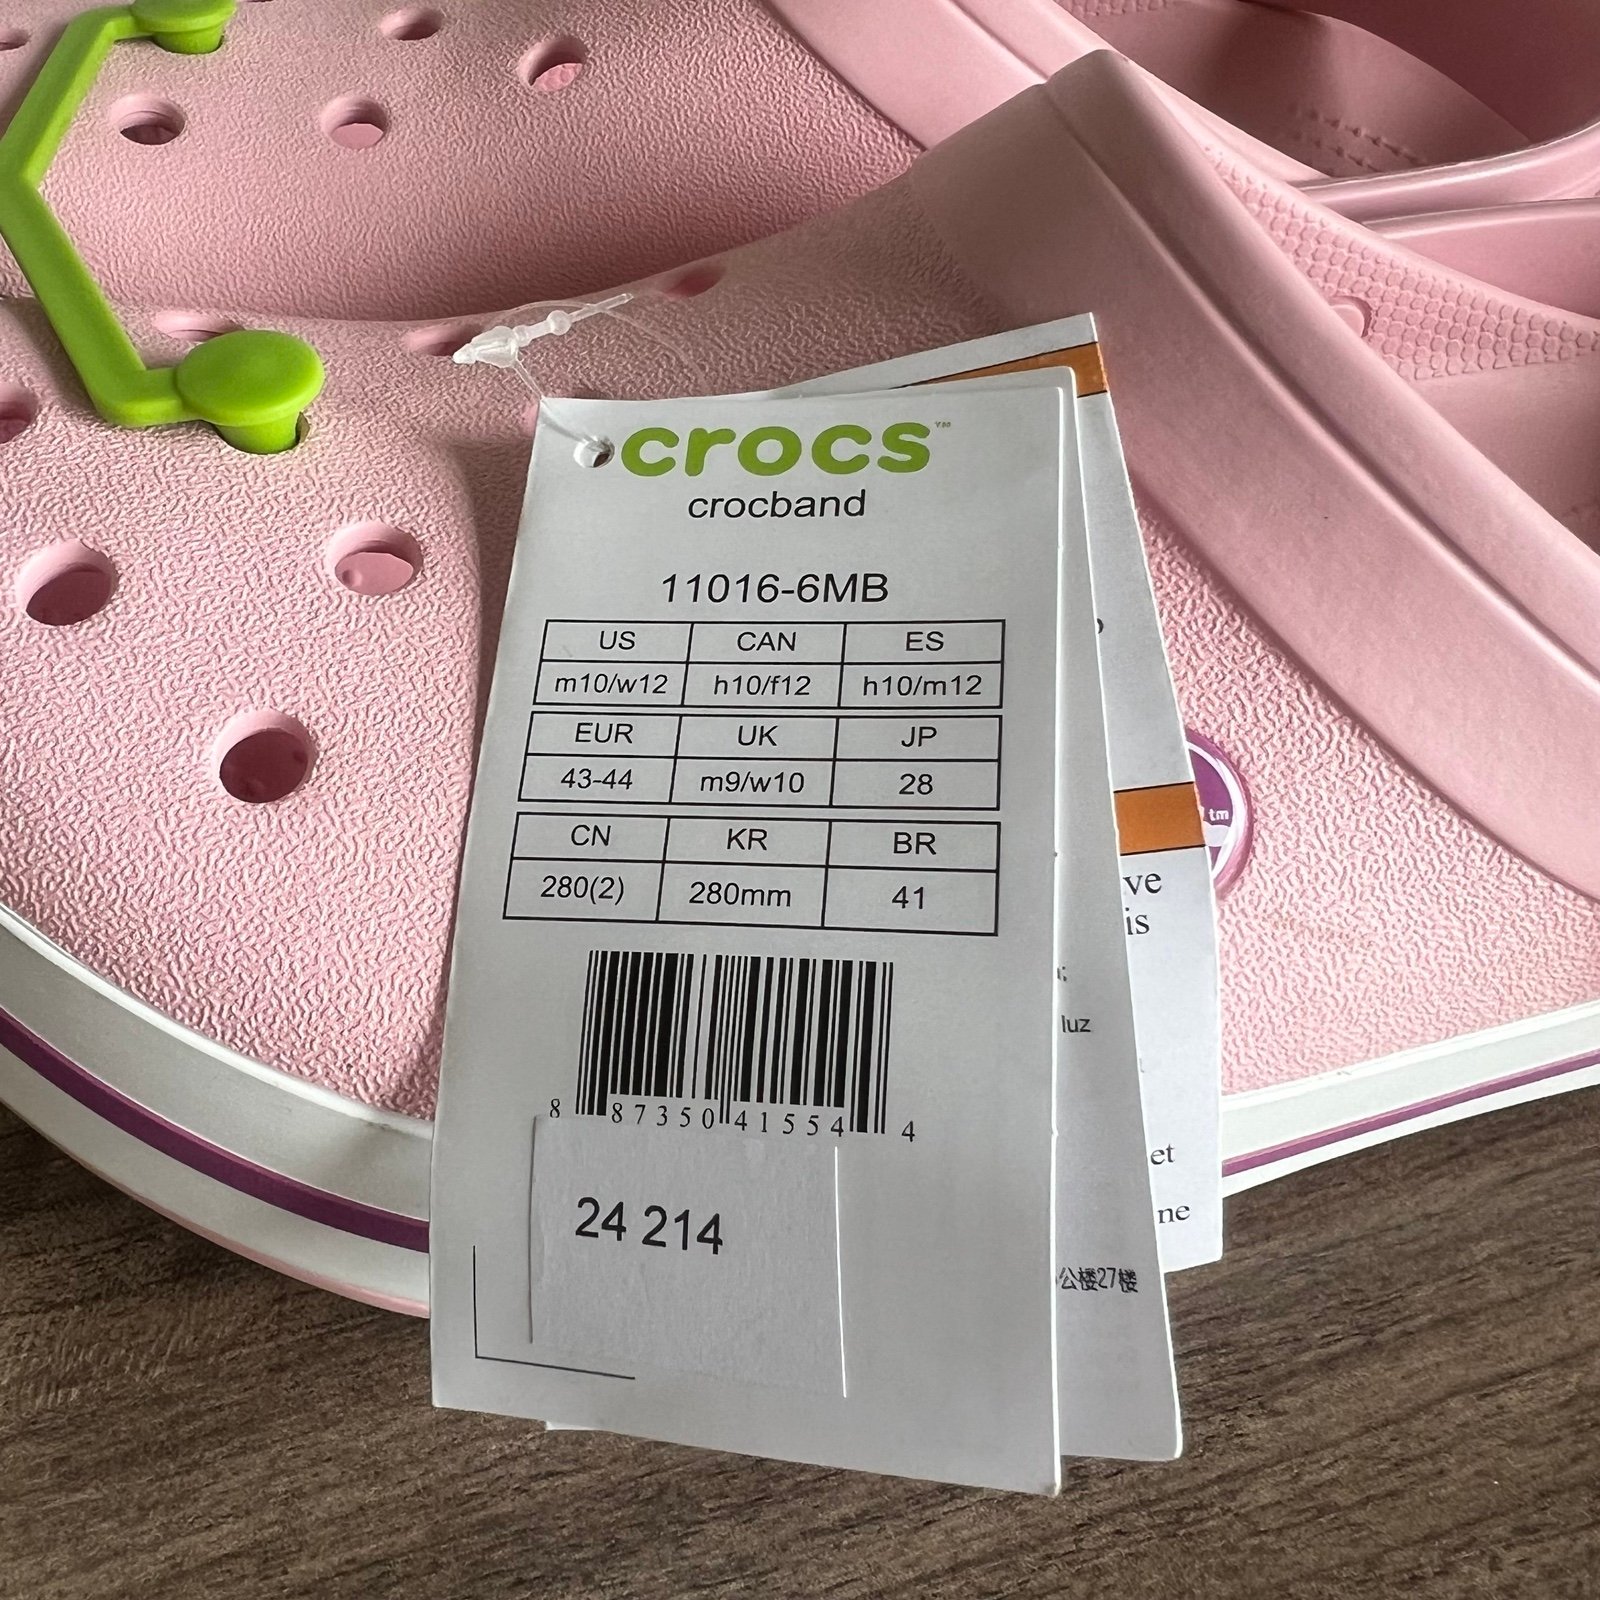 crocs™
crocband
11016-6MB
US CAN ES
m10/w12 h10/f12 h10/m12
EUR UK JP
43-44 m9/w10 28
CN KR BR
280(2) 280mm 41
8 87350 41554 4
24 214
tm
ve
is
luz
et
ne
公楼27楼